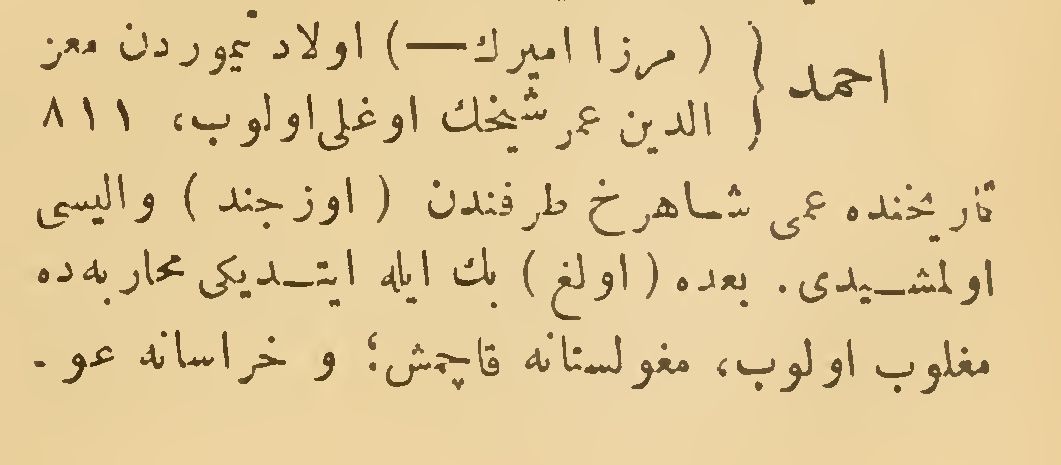 احمد { ( مرزا اميرك —) اولاد تيموردن معز
الدين عمر شيخك اوغلى اولوب، ٨١١
تاريخنده عمى شاهرخ طرفندن ( اوزجند ) واليسى
اولمشيدى. بعده ( اولغ ) بك ايله ايتديكى محاربه ده
مغلوب اولوب، مغولستانه قاچمش؛ و خراسانه عو-